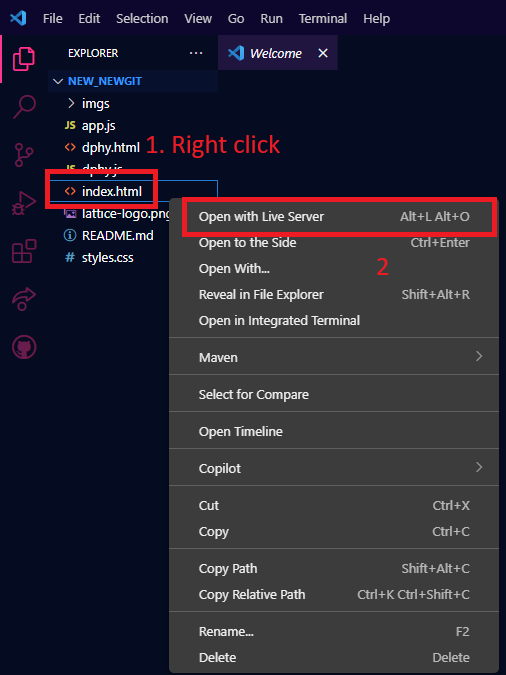 File Edit Selection View Go Run Terminal Help
EXPLORER ··· Welcome
NEW_NEWGIT
imgs
JS app.js
<> dphy.html
1. Right click
JS dphy.js
<> index.html
lattice-logo.png
README.md
# styles.css
Open with Live Server Alt+L Alt+O
Open to the Side Ctrl+Enter
Open With...
2
Reveal in File Explorer Shift+Alt+R
Open in Integrated Terminal
Maven
Select for Compare
Open Timeline
Copilot
Cut Ctrl+X
Copy Ctrl+C
Copy Path Shift+Alt+C
Copy Relative Path Ctrl+K Ctrl+Shift+C
Rename... F2
Delete Delete